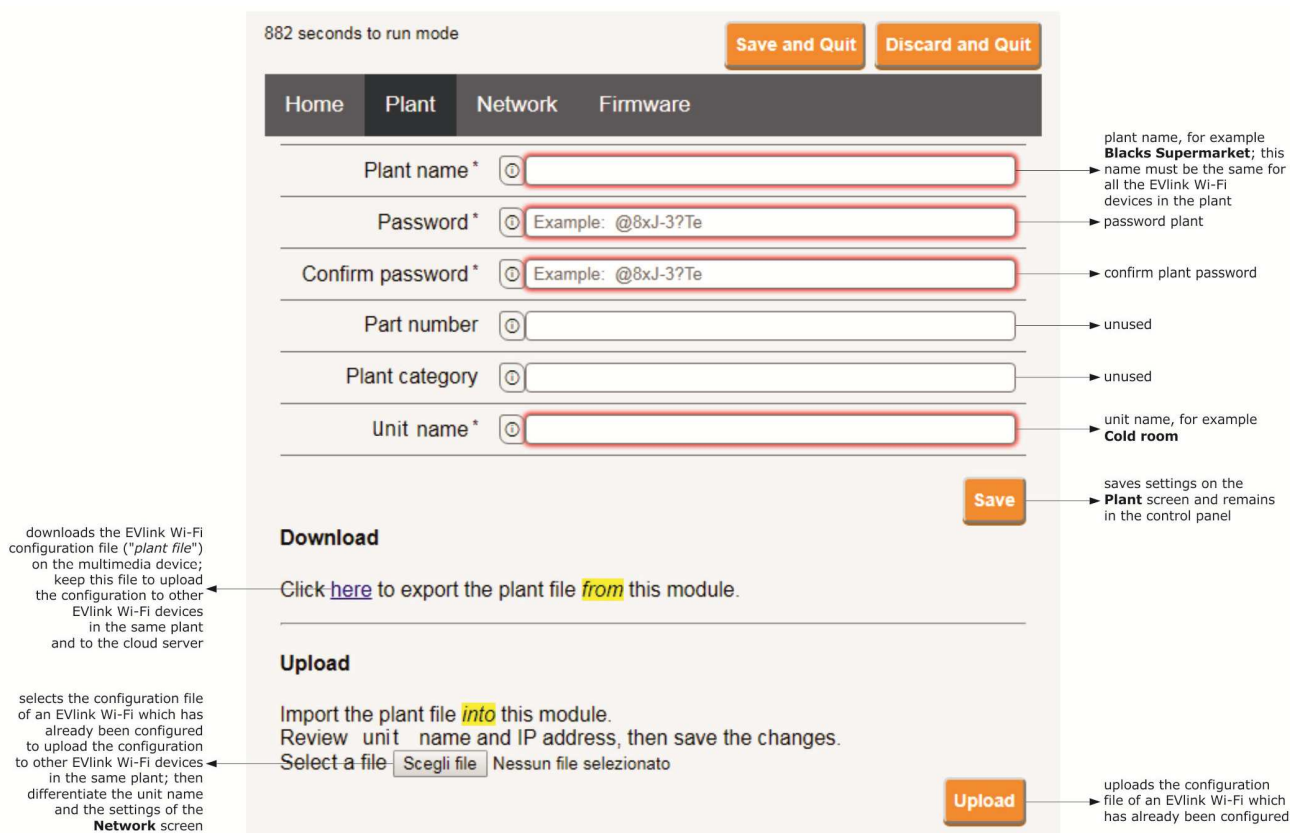 882 seconds to run mode
Save and Quit
Discard and Quit
Home
Plant
Network
Firmware
Plant name *
plant name, for example
Blacks Supermarket; this
name must be the same for
all the EVlink Wi-Fi
devices in the plant
Password *
Example: @8xJ-3?Te
password plant
Confirm password *
Example: @8xJ-3?Te
confirm plant password
Part number
unused
Plant category
unused
Unit name *
unit name, for example
Cold room
Save
saves settings on the
Plant screen and remains
in the control panel
downloads the EVlink Wi-Fi
configuration file ("plant file")
on the multimedia device;
keep this file to upload
the configuration to other
EVlink Wi-Fi devices
in the same plant
and to the cloud server
Download
Click here to export the plant file from this module.
Upload
selects the configuration file
of an EVlink Wi-Fi which has
already been configured
to upload the configuration
to other EVlink Wi-Fi devices
in the same plant; then
differentiate the unit name
and the settings of the
Network screen
Import the plant file into this module.
Review unit name and IP address, then save the changes.
Select a file Scegli file Nessun file selezionato
Upload
uploads the configuration
file of an EVlink Wi-Fi which
has already been configured